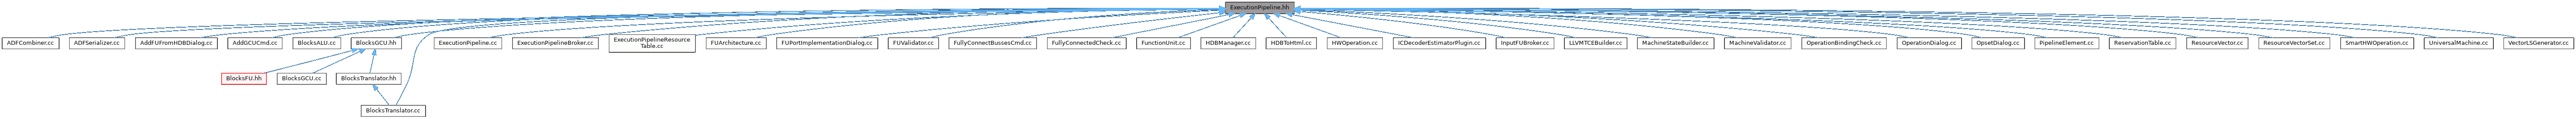 ExecutionPipeline.hh
ADFCombiner.cc
ADFSerializer.cc
AddFUFromHDBDialog.cc
AddGCUCmd.cc
BlocksALU.cc
BlocksGCU.hh
ExecutionPipeline.cc
ExecutionPipelineBroker.cc
ExecutionPipelineResource
Table.cc
FUArchitecture.cc
FUPortImplementationDialog.cc
FUValidator.cc
FullyConnectBussesCmd.cc
FullyConnectedCheck.cc
FunctionUnit.cc
HDBManager.cc
HDBToHtml.cc
HWOperation.cc
ICDecoderEstimatorPlugin.cc
InputFUBroker.cc
LLVMTCEBuilder.cc
MachineStateBuilder.cc
MachineValidator.cc
OperationBindingCheck.cc
OperationDialog.cc
OpsetDialog.cc
PipelineElement.cc
ReservationTable.cc
ResourceVector.cc
ResourceVectorSet.cc
SmartHWOperation.cc
UniversalMachine.cc
VectorLSGenerator.cc
BlocksFU.hh
BlocksGCU.cc
BlocksTranslator.hh
BlocksTranslator.cc